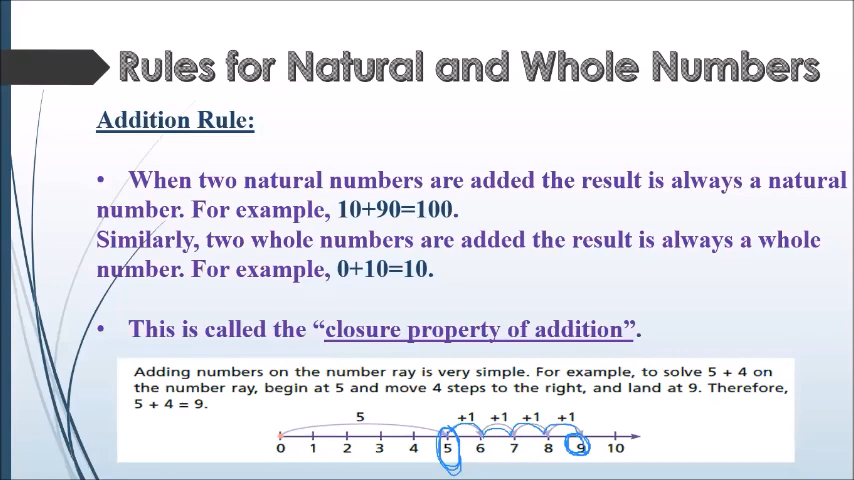 Rules for Natural and Whole Numbers
Addition Rule:
• When two natural numbers are added the result is always a natural
number. For example, 10+90=100.
Similarly, two whole numbers are added the result is always a whole
number. For example, 0+10=10.
• This is called the “closure property of addition”.
Adding numbers on the number ray is very simple. For example, to solve 5 + 4 on
the number ray, begin at 5 and move 4 steps to the right, and land at 9. Therefore,
5 + 4 = 9.
5 +1 +1 +1 +1
0 1 2 3 4 5 6 7 8 9 10